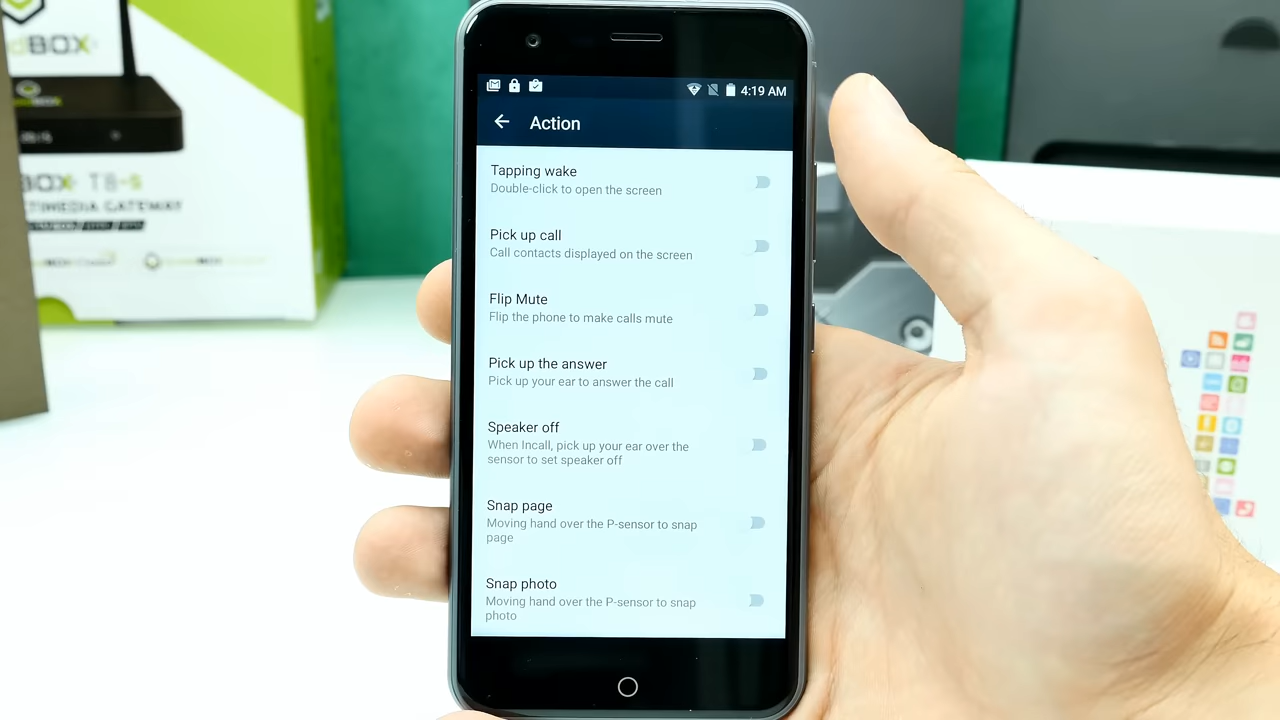 4:19 AM
Action
Tapping wake
Double-click to open the screen
Pick up call
Call contacts displayed on the screen
Flip Mute
Flip the phone to make calls mute
Pick up the answer
Pick up your ear to answer the call
Speaker off
When Incall, pick up your ear over the
sensor to set speaker off
Snap page
Moving hand over the P-sensor to snap
page
Snap photo
Moving hand over the P-sensor to snap
photo
BOX
BOX T8-S
TIMEDIA GATEWAY